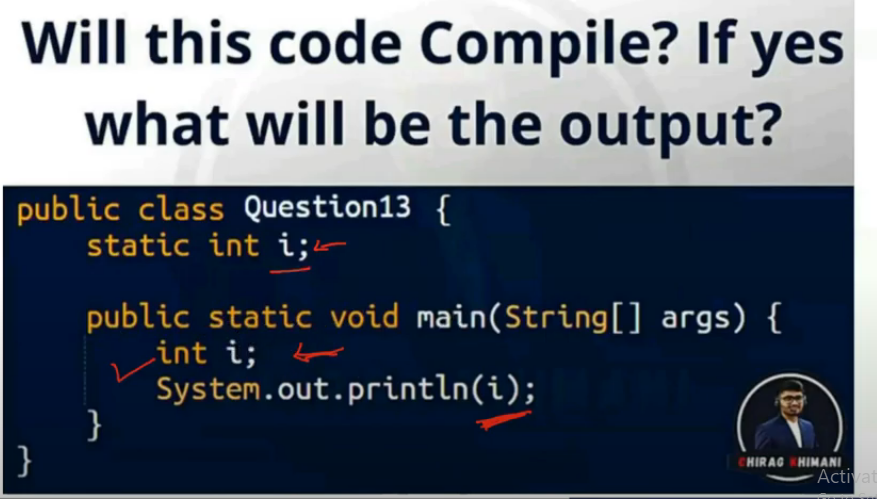 Will this code Compile? If yes
what will be the output?
public class Question13 {
static int i;
public static void main(String[] args) {
int i;
System.out.println(i);
}
}
CHIRAG KHIMANI